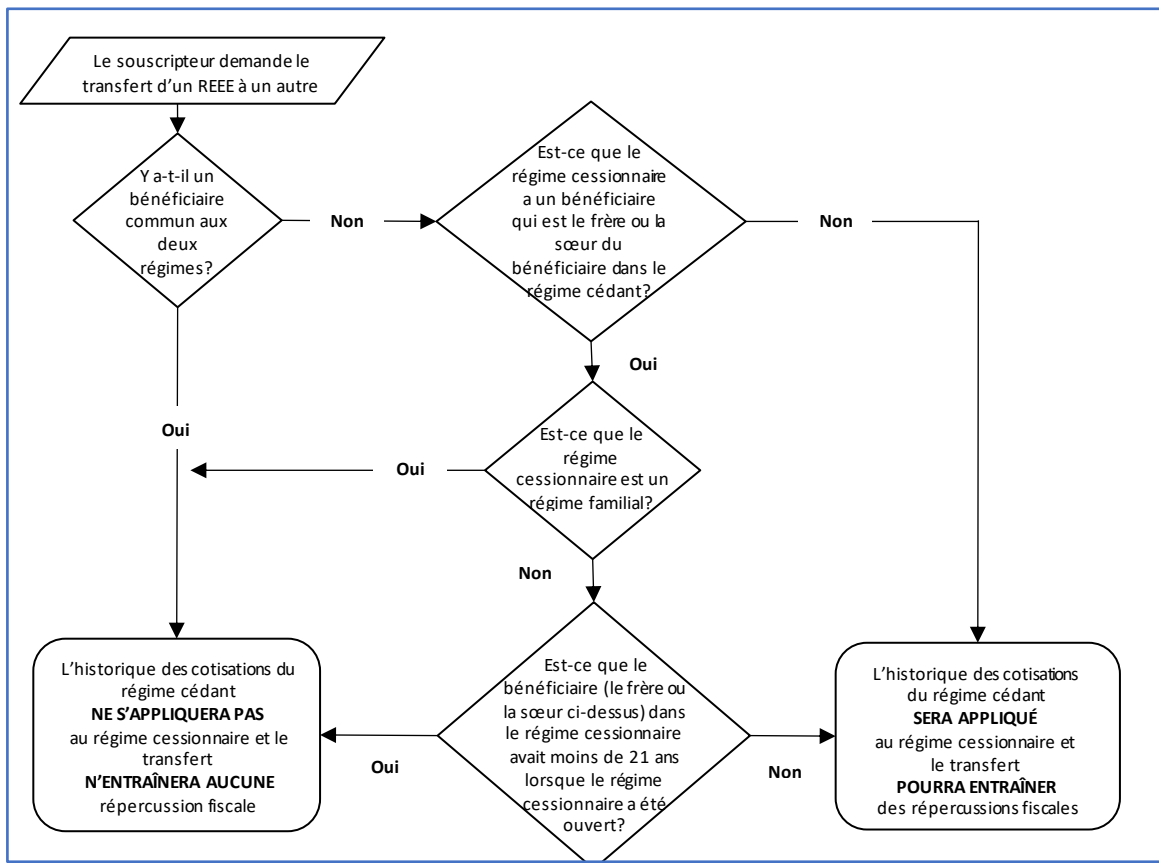 Le souscripteur demande le
transfert d'un REEE à un autre
Y a-t-il un
bénéficiaire
commun aux
deux
régimes?
Non
Est-ce que le
régime cessionnaire
a un bénéficiaire
qui est le frère ou la
sœur du
bénéficiaire dans le
régime cédant?
Non
Oui
Oui
Est-ce que le
régime
cessionnaire est un
régime familial?
Oui
Non
L'historique des cotisations du
régime cédant
NE S'APPLIQUERA PAS
au régime cessionnaire et le
transfert
N'ENTRAÎNERA AUCUNE
répercussion fiscale
Est-ce que le
bénéficiaire (le frère ou
la sœur ci-dessus) dans
le régime cessionnaire
avait moins de 21 ans
lorsque le régime
cessionnaire a été
ouvert?
Oui
Non
L'historique des cotisations
du régime cédant
SERA APPLIQUÉ
au régime cessionnaire et
le transfert
POURRA ENTRAÎNER
des répercussions fiscales